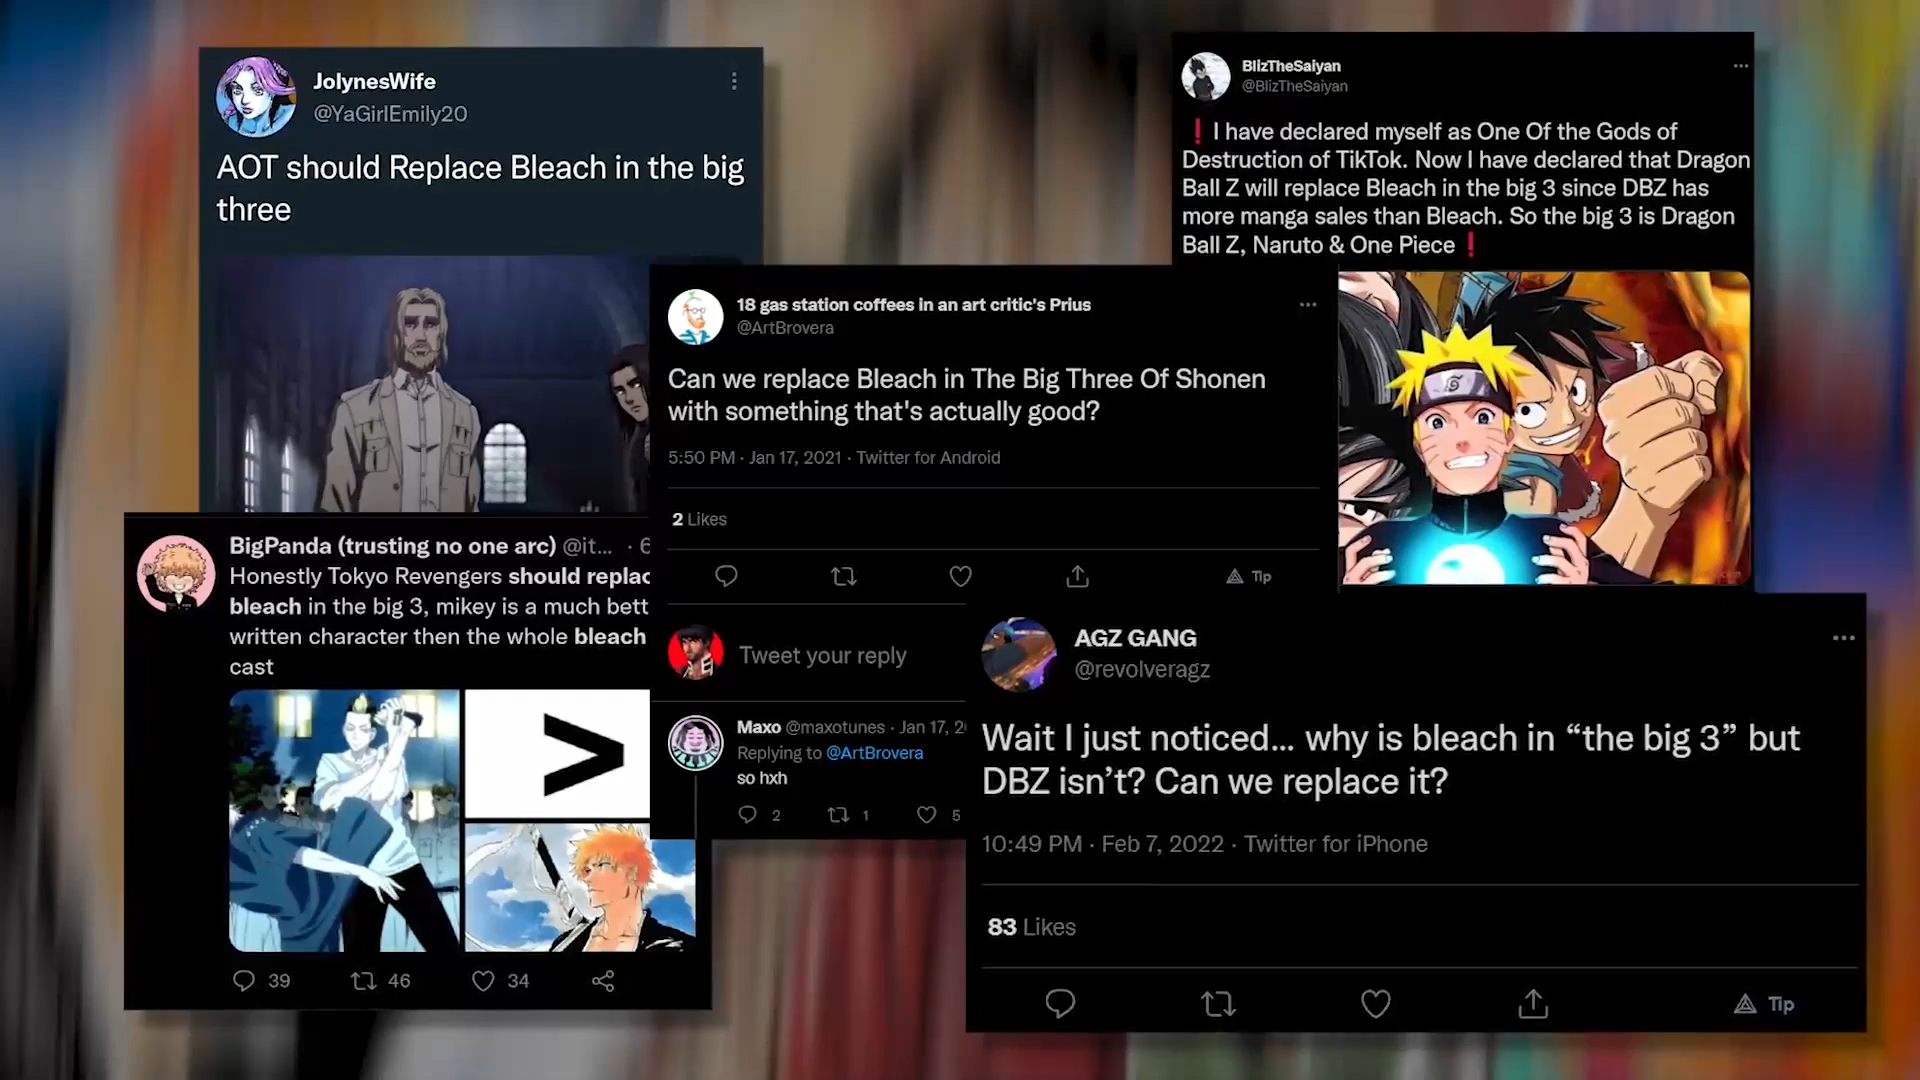 JolynesWife
@YaGirlEmily20
AOT should Replace Bleach in the big
three
BlizTheSaiyan
@BlizTheSaiyan
❗I have declared myself as One Of the Gods of
Destruction of TikTok. Now I have declared that Dragon
Ball Z will replace Bleach in the big 3 since DBZ has
more manga sales than Bleach. So the big 3 is Dragon
Ball Z, Naruto & One Piece❗
18 gas station coffees in an art critic's Prius
@ArtBrovera
Can we replace Bleach in The Big Three Of Shonen
with something that's actually good?
5:50 PM · Jan 17, 2021 · Twitter for Android
2 Likes
Tip
Tweet your reply
Maxo @maxotunes · Jan 17, 2
Replying to @ArtBrovera
so hxh
2 1 5
BigPanda (trusting no one arc) @it... · 6
Honestly Tokyo Revengers should replac
bleach in the big 3, mikey is a much bett
written character then the whole bleach
cast
>
39 46 34
AGZ GANG
@revolveragz
Wait I just noticed... why is bleach in “the big 3” but
DBZ isn’t? Can we replace it?
10:49 PM · Feb 7, 2022 · Twitter for iPhone
83 Likes
Tip